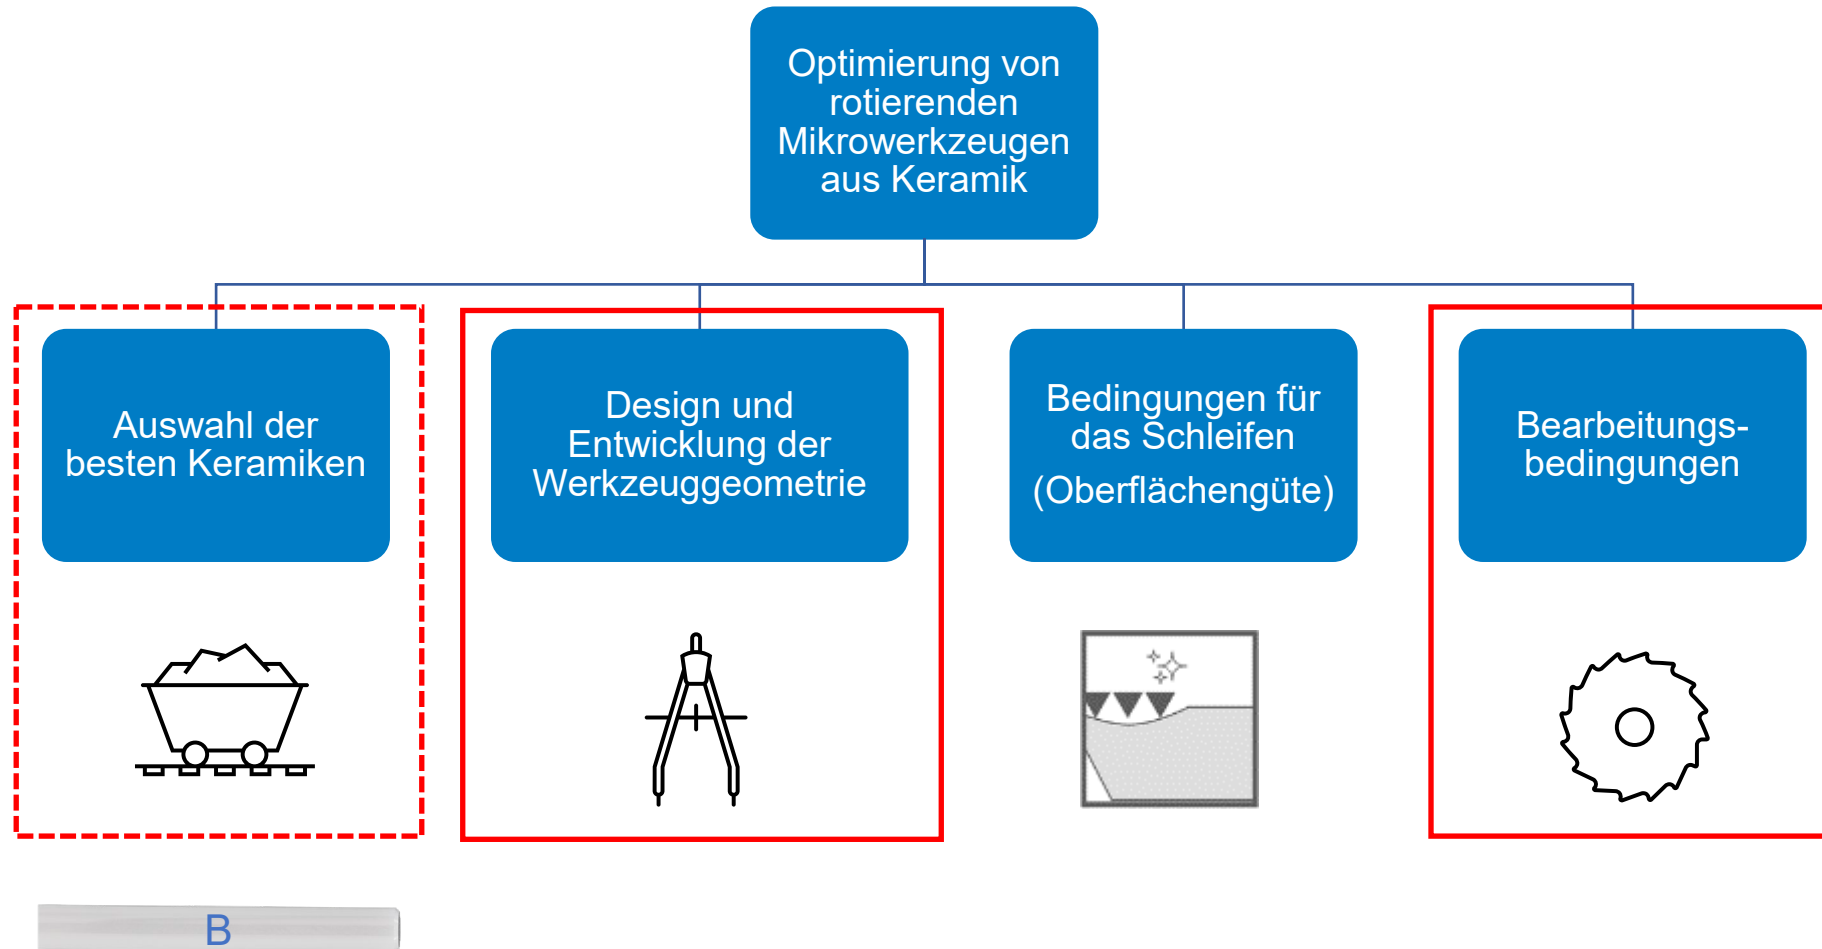 Optimierung von
rotierenden
Mikrowerkzeugen
aus Keramik
Auswahl der
besten Keramiken
Design und
Entwicklung der
Werkzeuggeometrie
Bedingungen für
das Schleifen
(Oberflächengüte)
Bearbeitungs-
bedingungen
B